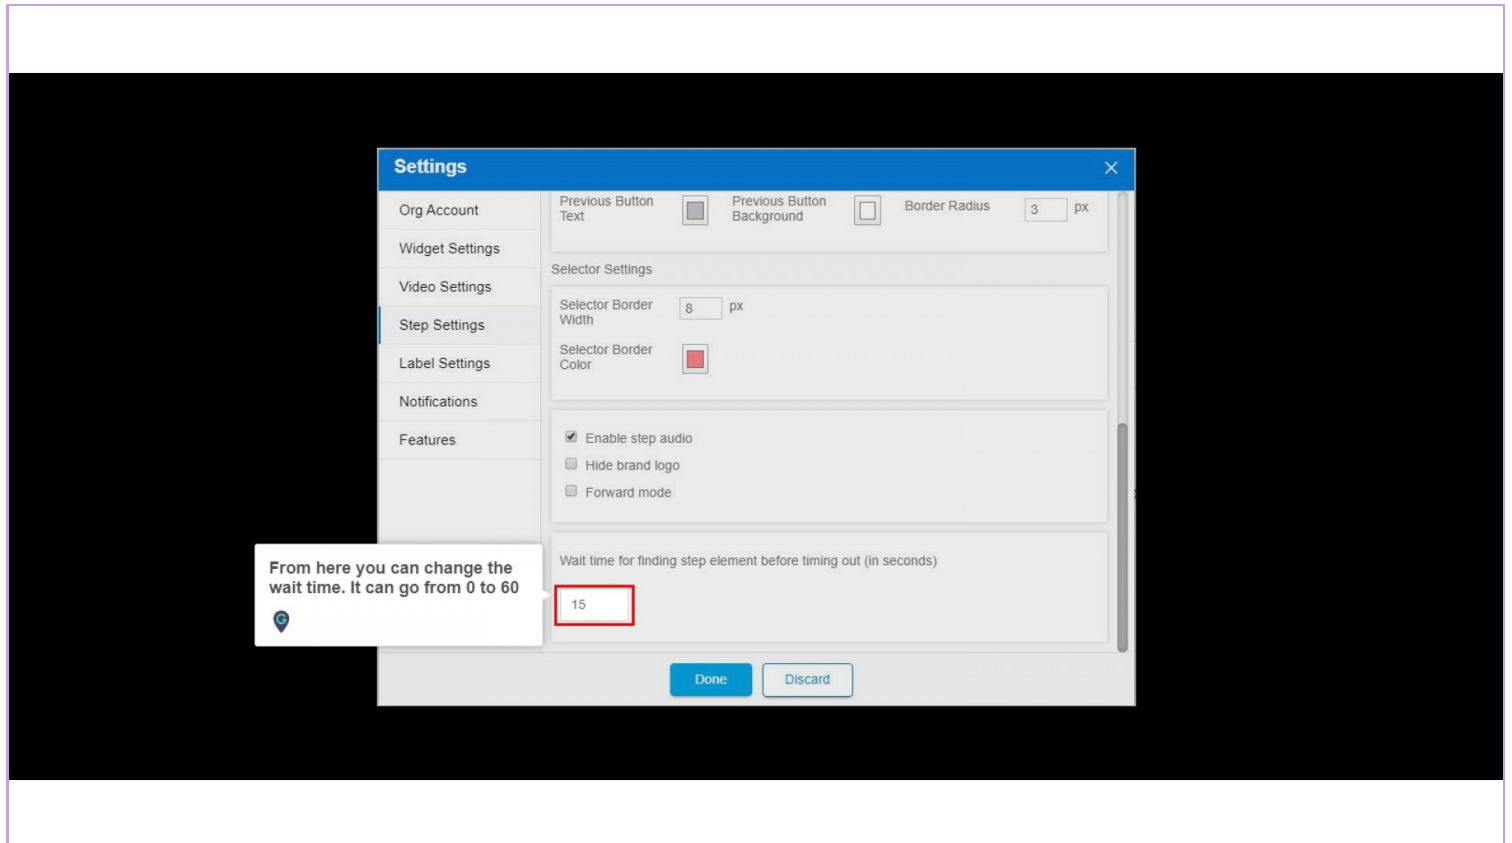 Settings
Org Account
Widget Settings
Video Settings
Step Settings
Label Settings
Notifications
Features
Previous Button
Text
Previous Button
Background
Border Radius
3
px
Selector Settings
Selector Border
Width
8
px
Selector Border
Color
Enable step audio
Hide brand logo
Forward mode
Wait time for finding step element before timing out (in seconds)
15
From here you can change the
wait time. It can go from 0 to 60
G
Done
Discard